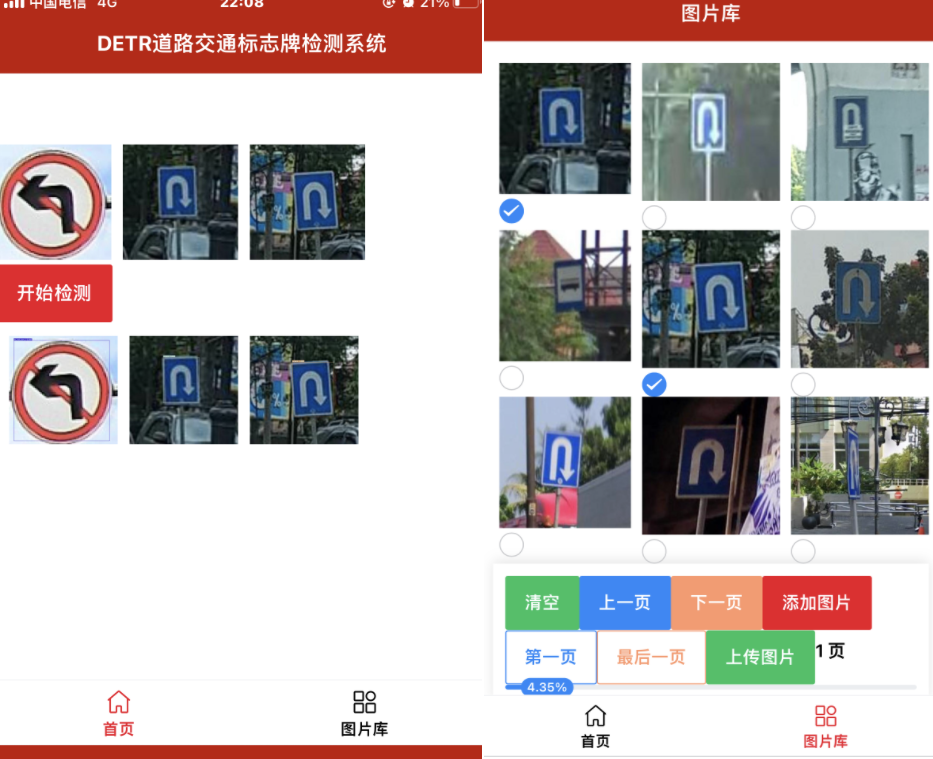 中国电信 4G
22:08
21%
DETR道路交通标志牌检测系统
开始检测
首页
图片库
图片库
清空
上一页
下一页
添加图片
第一页
最后一页
上传图片
1 页
4.35%
首页
图片库